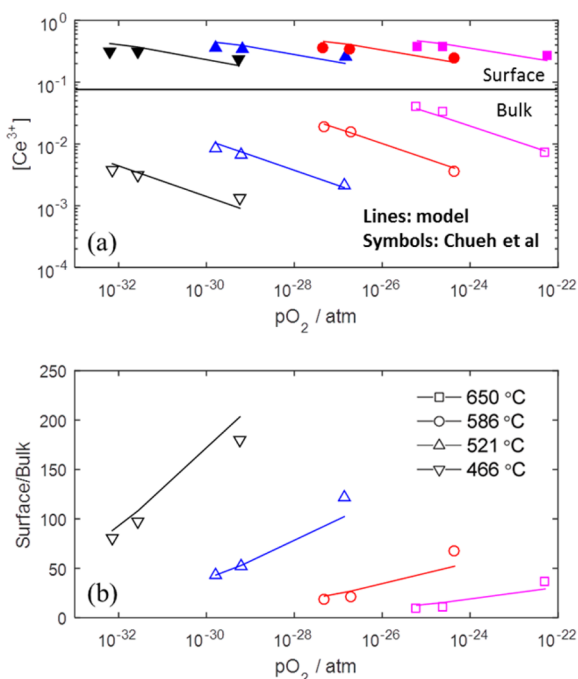 10⁰
10⁻¹
10⁻²
10⁻³
10⁻⁴
[Ce³⁺]
Surface
Bulk
Lines: model
Symbols: Chueh et al
(a)
10⁻³² 10⁻³⁰ 10⁻²⁸ 10⁻²⁶ 10⁻²⁴ 10⁻²²
pO₂ / atm
250
200
150
100
50
0
Surface/Bulk
650 °C
586 °C
521 °C
466 °C
(b)
10⁻³² 10⁻³⁰ 10⁻²⁸ 10⁻²⁶ 10⁻²⁴ 10⁻²²
pO₂ / atm